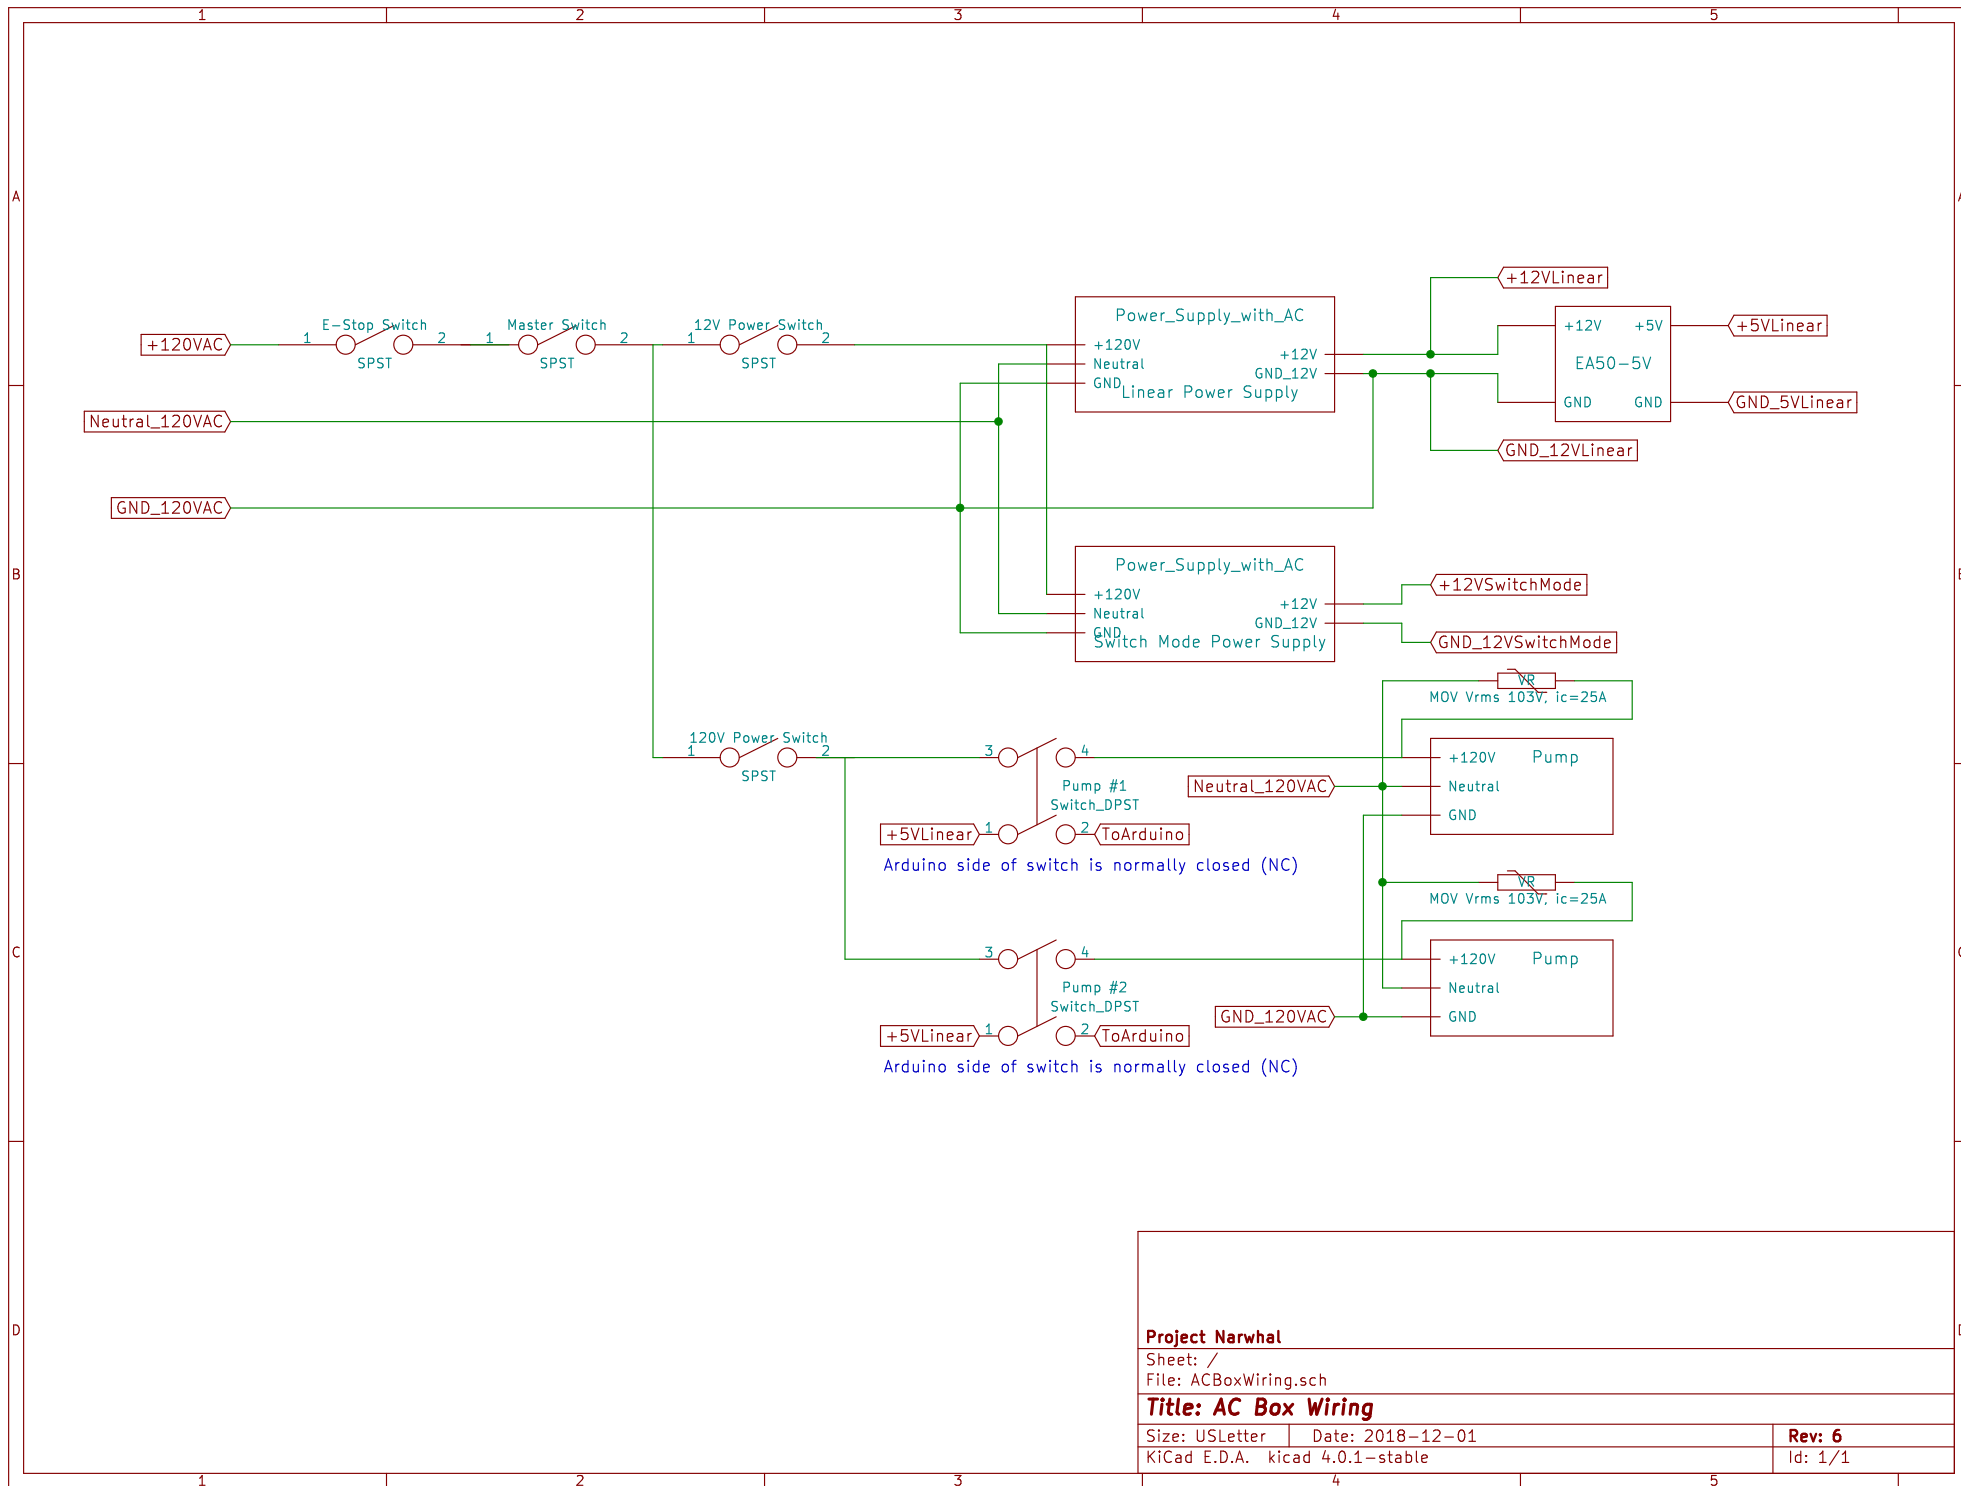 1 2 3 4 5
A
+12VLinear
E-Stop Switch
1 2
SPST
Master Switch
1 2
SPST
12V Power Switch
1 2
SPST
+120VAC
Power_Supply_with_AC
+120V
Neutral
GND
+12V
GND_12V
Linear Power Supply
+12V +5V
EA50-5V
GND GND
+5VLinear
GND_5VLinear
Neutral_120VAC
GND_12VLinear
GND_120VAC
B
Power_Supply_with_AC
+120V
Neutral
GND
+12V
GND_12V
Switch Mode Power Supply
+12VSwitchMode
GND_12VSwitchMode
VR
MOV Vrms 103V, ic=25A
120V Power Switch
1 2
SPST
3 4
Pump #1
Switch_DPST
+5VLinear 1 2 ToArduino
Arduino side of switch is normally closed (NC)
Neutral_120VAC
+120V Pump
Neutral
GND
VR
MOV Vrms 103V, ic=25A
C
3 4
Pump #2
Switch_DPST
+5VLinear 1 2 ToArduino
Arduino side of switch is normally closed (NC)
GND_120VAC
+120V Pump
Neutral
GND
D
Project Narwhal
Sheet: /
File: ACBoxWiring.sch
Title: AC Box Wiring
Size: USLetter Date: 2018-12-01 Rev: 6
KiCad E.D.A. kicad 4.0.1-stable Id: 1/1
1 2 3 4 5